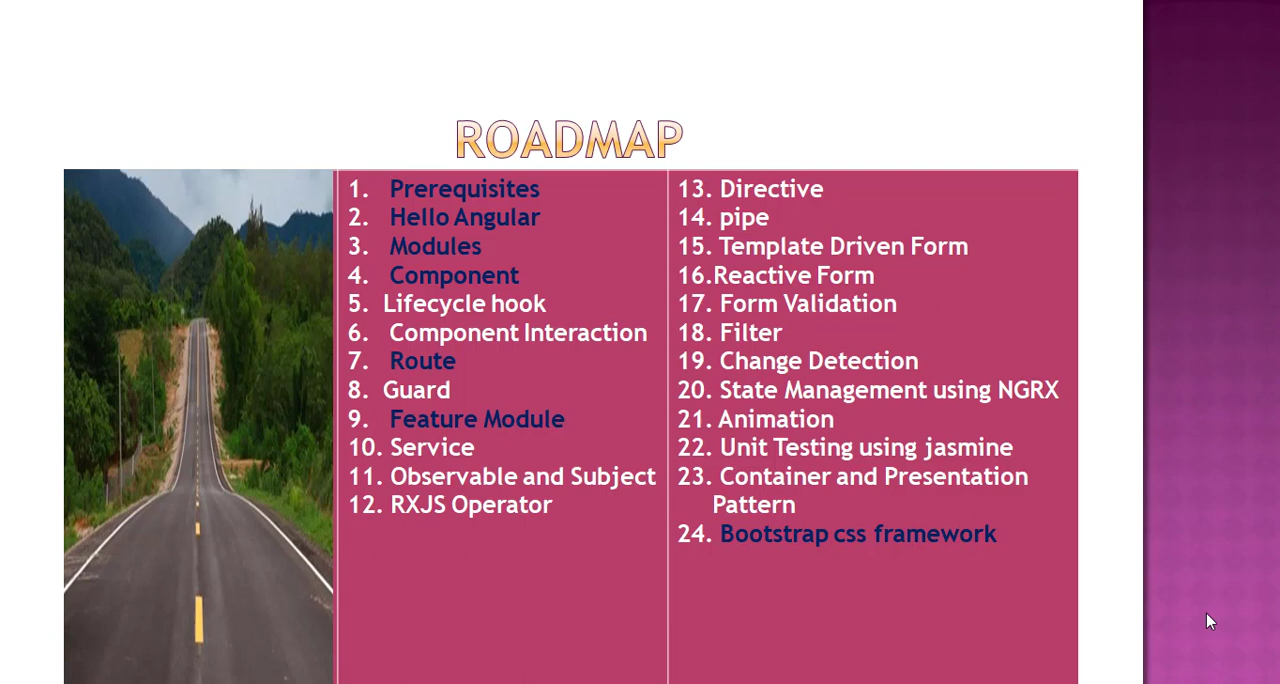 ROADMAP
1. Prerequisites
2. Hello Angular
3. Modules
4. Component
5. Lifecycle hook
6. Component Interaction
7. Route
8. Guard
9. Feature Module
10. Service
11. Observable and Subject
12. RXJS Operator
13. Directive
14. pipe
15. Template Driven Form
16.Reactive Form
17. Form Validation
18. Filter
19. Change Detection
20. State Management using NGRX
21. Animation
22. Unit Testing using jasmine
23. Container and Presentation
Pattern
24. Bootstrap css framework